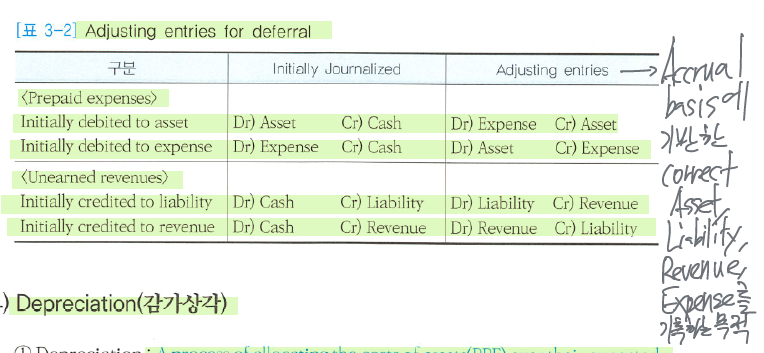 [표 3-2] Adjusting entries for deferral
구분 Initially Journalized Adjusting entries
〈Prepaid expenses〉
Initially debited to asset Dr) Asset Cr) Cash Dr) Expense Cr) Asset
Initially debited to expense Dr) Expense Cr) Cash Dr) Asset Cr) Expense
〈Unearned revenues〉
Initially credited to liability Dr) Cash Cr) Liability Dr) Liability Cr) Revenue
Initially credited to revenue Dr) Cash Cr) Revenue Dr) Revenue Cr) Liability
→ Accrual
basis에
기반한
correct
Asset,
Liability,
Revenue,
Expense를
기록하는 목적
) Depreciation(감가상각)
① Depreciation : A process of allocating the costs of assets(PPE) over their